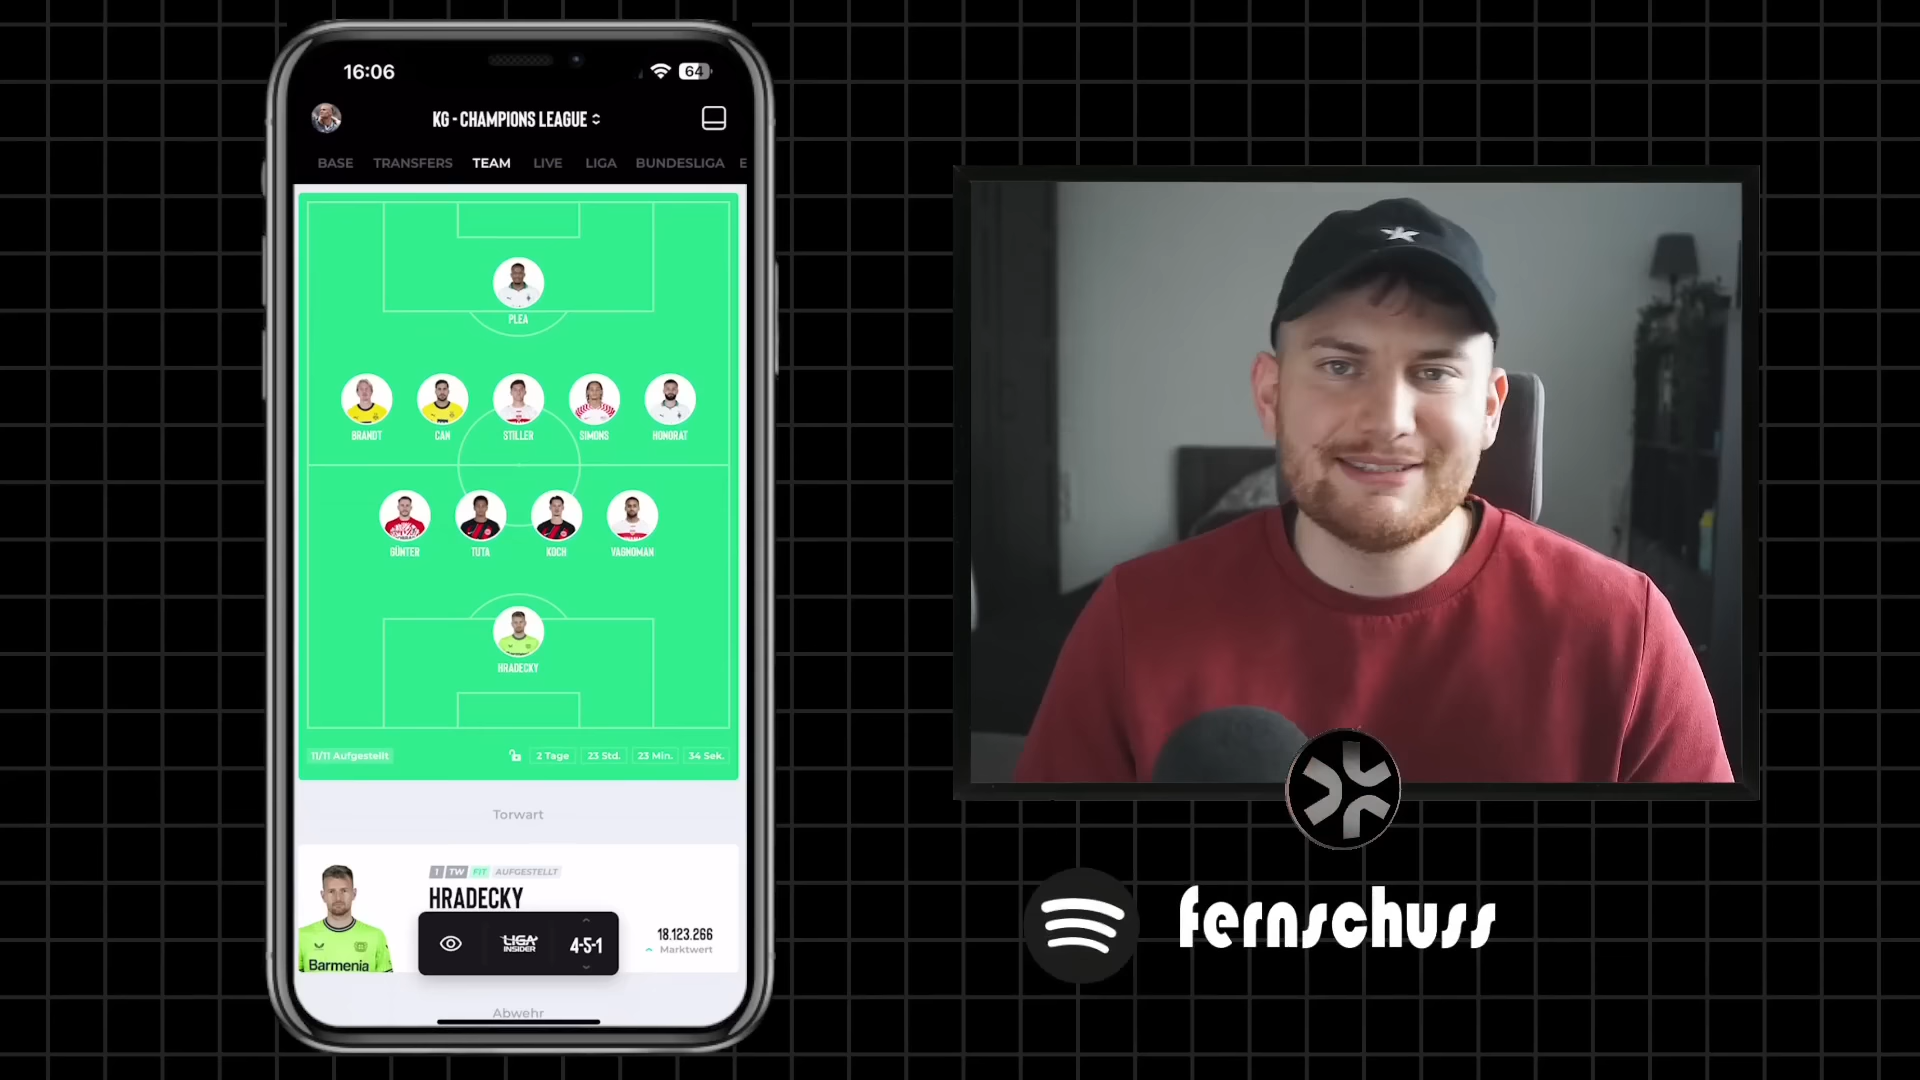 16:06
64
KG - CHAMPIONS LEAGUE
BASE TRANSFERS TEAM LIVE LIGA BUNDESLIGA E
PLEA
BRANDT CAN STILLER SIMONS HONORAT
GÜNTER TUTA KOCH VAGNOMAN
HRADECKY
11/11 Aufgestellt 2 Tage 23 Std. 23 Min. 34 Sek.
Torwart
1 TW FIT AUFGESTELLT
HRADECKY
LIGA INSIDER 4-5-1
18.123.266
Marktwert
Barmenia
Abwehr
fernschuss